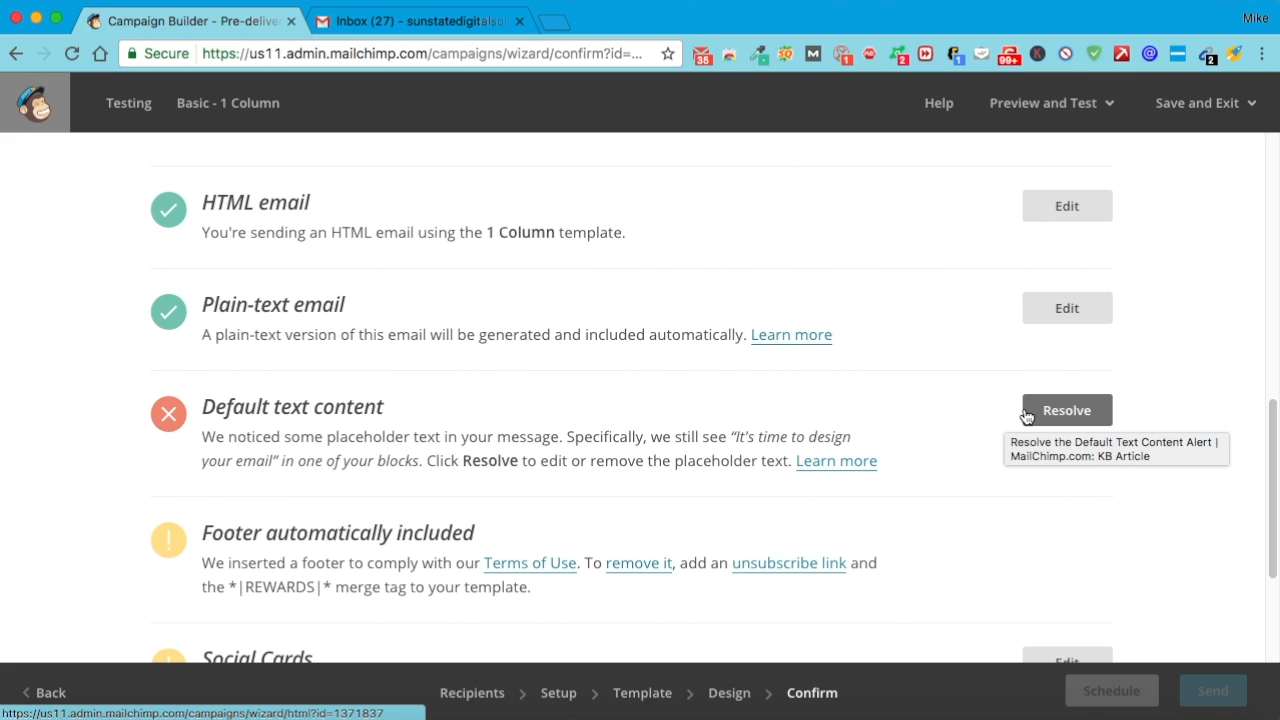 Campaign Builder - Pre-deliver
Inbox (27) - sunstatedigitalsol
Mike
Secure
https://us11.admin.mailchimp.com/campaigns/wizard/confirm?id=...
36
1
2
1
99+
2
Testing
Basic - 1 Column
Help
Preview and Test
Save and Exit
HTML email
Edit
You're sending an HTML email using the 1 Column template.
Plain-text email
Edit
A plain-text version of this email will be generated and included automatically. Learn more
Default text content
Resolve
We noticed some placeholder text in your message. Specifically, we still see “It's time to design
your email” in one of your blocks. Click Resolve to edit or remove the placeholder text. Learn more
Resolve the Default Text Content Alert |
MailChimp.com: KB Article
Footer automatically included
We inserted a footer to comply with our Terms of Use. To remove it, add an unsubscribe link and
the *|REWARDS|* merge tag to your template.
Social Cards
Edit
Back
Recipients
Setup
Template
Design
Confirm
Schedule
Send
https://us11.admin.mailchimp.com/campaigns/wizard/html?id=1371837